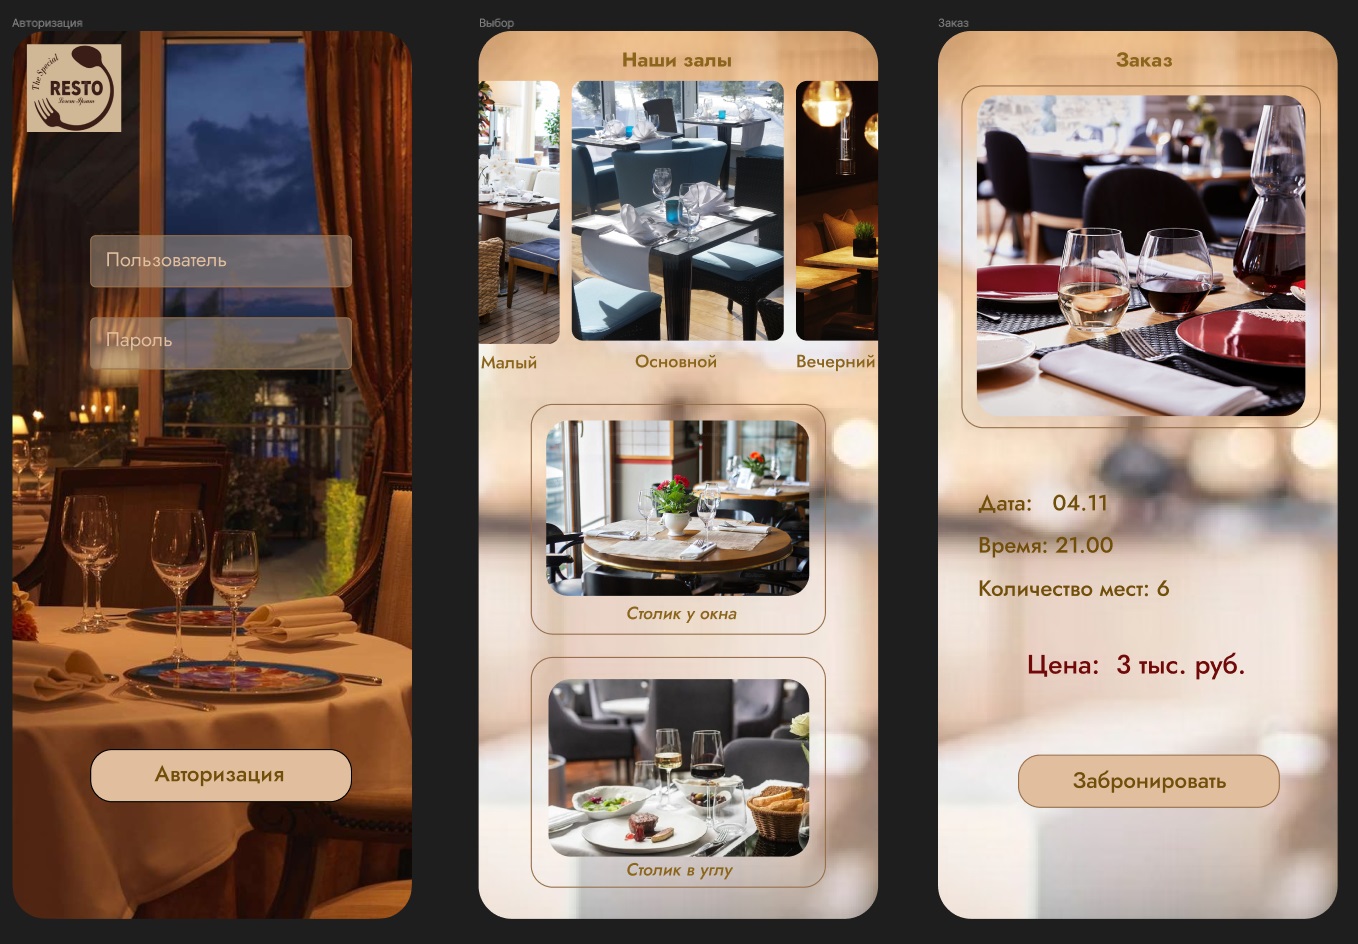 Авторизация
The Special
RESTO
Пользователь
Пароль
Авторизация
Выбор
Наши залы
Малый
Основной
Вечерний
Столик у окна
Столик в углу
Заказ
Заказ
Дата: 04.11
Время: 21.00
Количество мест: 6
Цена: 3 тыс. руб.
Забронировать